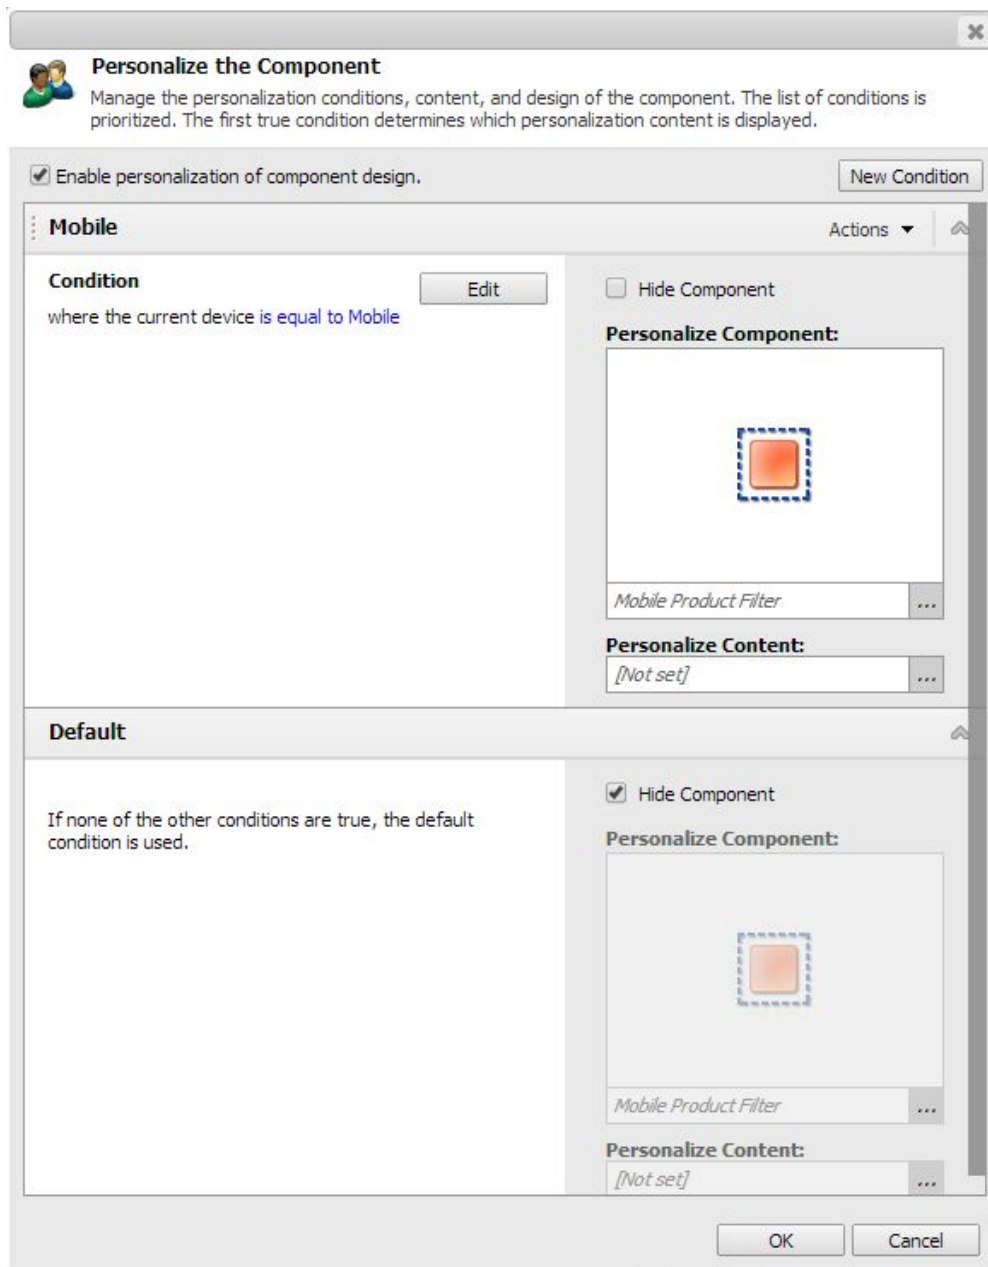 Personalize the Component
Manage the personalization conditions, content, and design of the component. The list of conditions is
prioritized. The first true condition determines which personalization content is displayed.
Enable personalization of component design.
New Condition
Mobile
Actions
Condition
Edit
where the current device is equal to Mobile
Hide Component
Personalize Component:
Mobile Product Filter
...
Personalize Content:
[Not set]
...
Default
If none of the other conditions are true, the default
condition is used.
Hide Component
Personalize Component:
Mobile Product Filter
...
Personalize Content:
[Not set]
...
OK
Cancel